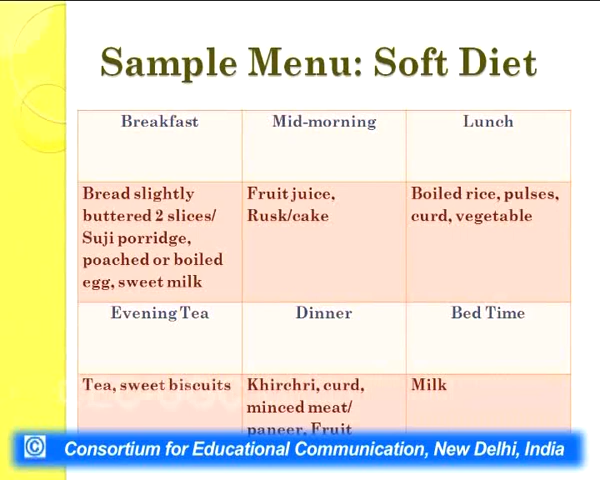 Sample Menu: Soft Diet
Breakfast
Mid-morning
Lunch
Bread slightly
buttered 2 slices/
Suji porridge,
poached or boiled
egg, sweet milk
Fruit juice,
Rusk/cake
Boiled rice, pulses,
curd, vegetable
Evening Tea
Dinner
Bed Time
Tea, sweet biscuits
Khirchri, curd,
minced meat/
paneer, Fruit
Milk
© Consortium for Educational Communication, New Delhi, India